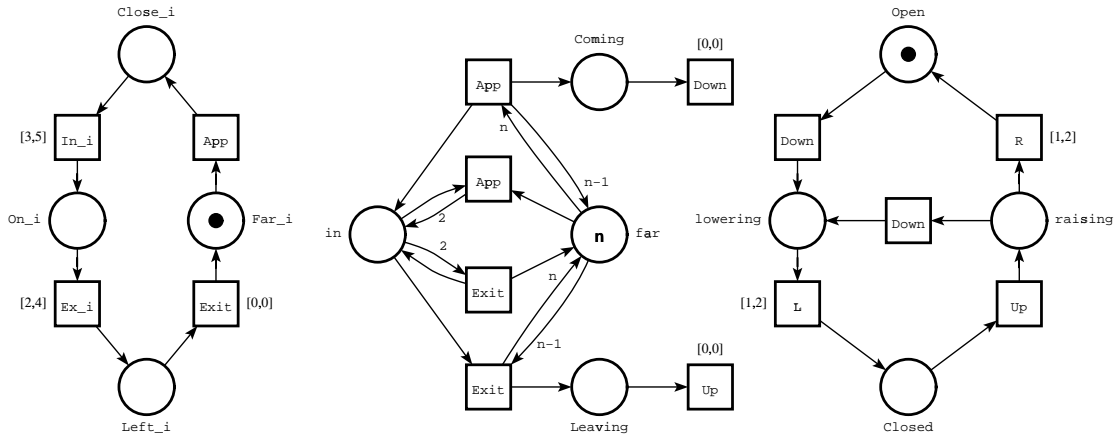 Close_i
[3,5]
In_i
App
On_i
Far_i
[2,4]
Ex_i
Exit
[0,0]
Left_i
Coming
[0,0]
App
Down
n
App
n-1
2
in
n
far
2
Exit
n
n-1
[0,0]
Exit
Up
Leaving
Open
Down
R
[1,2]
lowering
Down
raising
[1,2]
L
Up
Closed